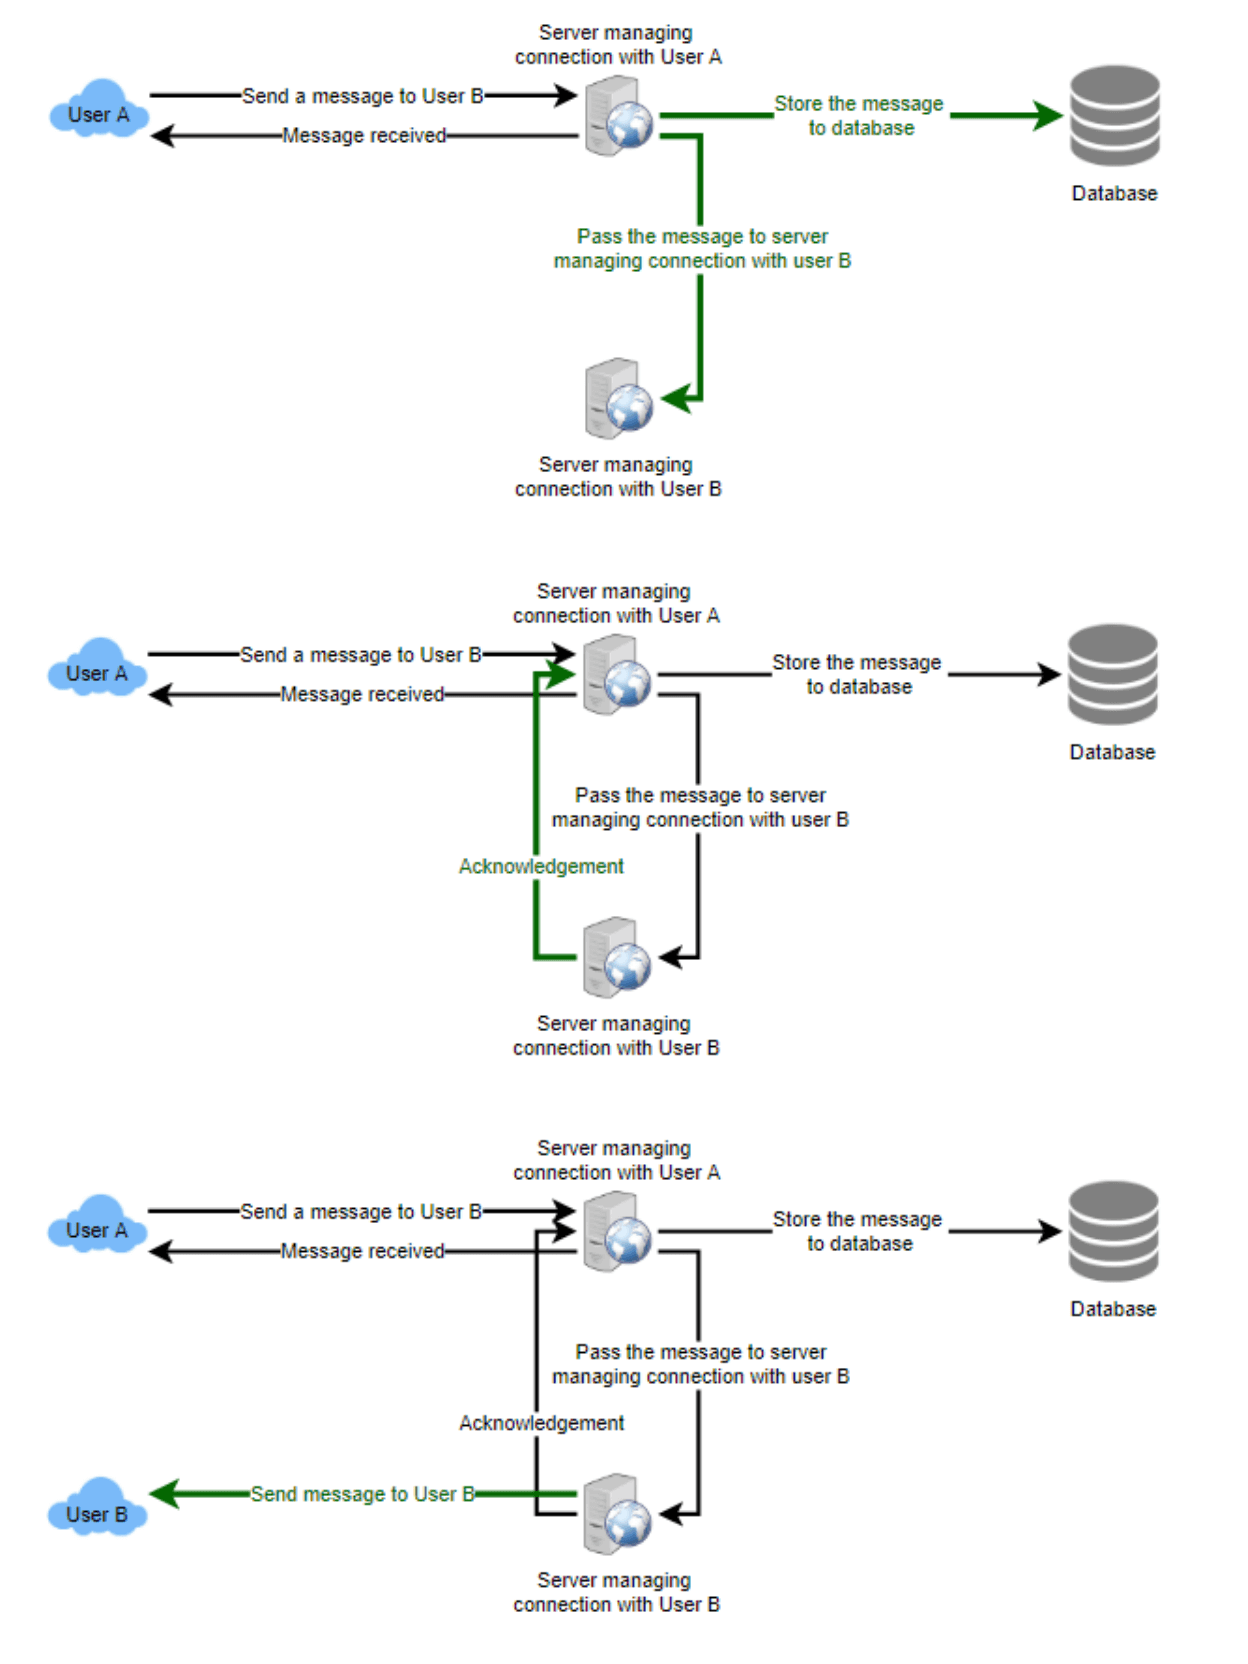 Server managing
connection with User A
User A
Send a message to User B
Message received
Store the message
to database
Database
Pass the message to server
managing connection with user B
Server managing
connection with User B
Server managing
connection with User A
User A
Send a message to User B
Message received
Store the message
to database
Database
Pass the message to server
managing connection with user B
Acknowledgement
Server managing
connection with User B
Server managing
connection with User A
User A
Send a message to User B
Message received
Store the message
to database
Database
Pass the message to server
managing connection with user B
Acknowledgement
User B
Send message to User B
Server managing
connection with User B